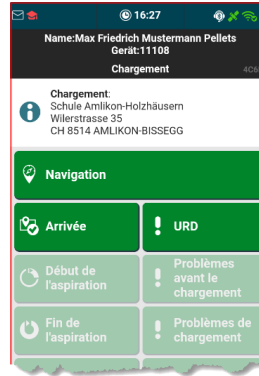 16:27
Name:Max Friedrich Mustermann Pellets
Gerät:11108
Chargement
4C6
Chargement:
Schule Amlikon-Holzhäusern
Wilerstrasse 35
CH 8514 AMLIKON-BISSEGG
Navigation
Arrivée
URD
Début de
l'aspiration
Problèmes
avant le
chargement
Fin de
l'aspiration
Problèmes de
chargement